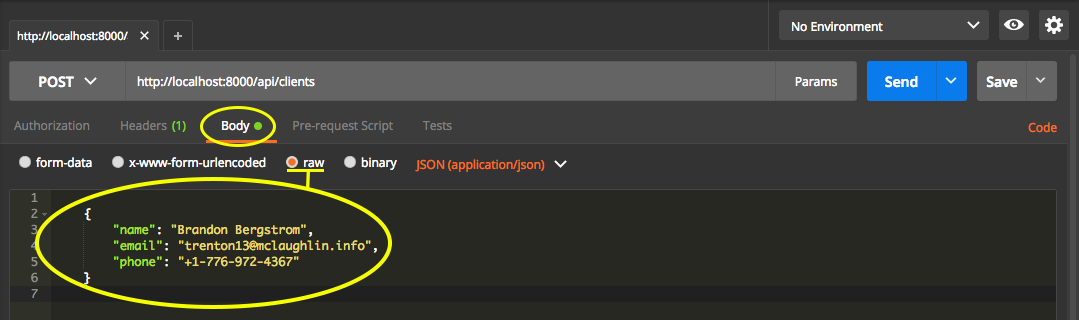 http://localhost:8000/ × +
No Environment
POST http://localhost:8000/api/clients Params Send Save
Authorization Headers (1) Body Pre-request Script Tests Code
form-data x-www-form-urlencoded raw binary JSON (application/json)
1
2 {
3 "name": "Brandon Bergstrom",
4 "email": "trenton13@mclaughlin.info",
5 "phone": "+1-776-972-4367"
6 }
7